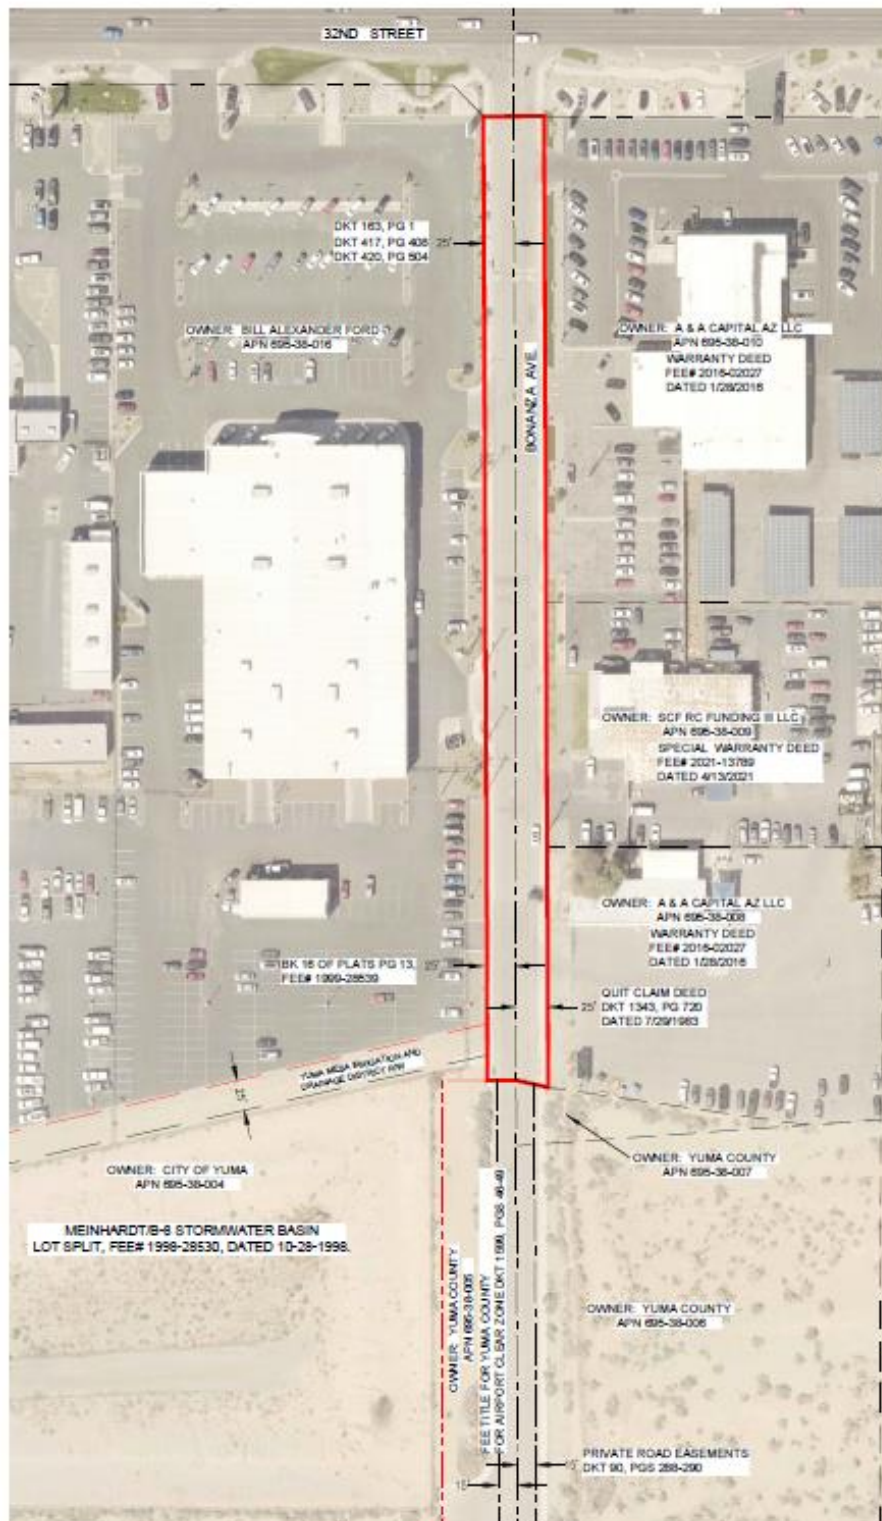 32ND STREET
DKT 163, PG 1
DKT 417, PG 408
DKT 420, PG 504
25'
OWNER: BILL ALEXANDER FORD
APN 695-38-016
OWNER: A & A CAPITAL AZ LLC
APN 695-38-010
WARRANTY DEED
FEE# 2016-02027
DATED 1/28/2016
BONANZA AVE.
OWNER: SCF RC FUNDING III LLC
APN 695-38-009
SPECIAL WARRANTY DEED
FEE# 2021-13789
DATED 4/13/2021
OWNER: A & A CAPITAL AZ LLC
APN 695-38-008
WARRANTY DEED
FEE# 2016-02027
DATED 1/28/2016
BK 16 OF PLATS PG 13,
FEE# 1999-28539
25'
QUIT CLAIM DEED
DKT 1343, PG 720
DATED 7/29/1983
25'
YUMA MESA IRRIGATION AND
DRAINAGE DISTRICT R/W
25'
OWNER: CITY OF YUMA
APN 695-38-004
OWNER: YUMA COUNTY
APN 695-38-007
MEINHARDT/B-6 STORMWATER BASIN
LOT SPLIT, FEE# 1998-28530, DATED 10-28-1998.
OWNER: YUMA COUNTY
APN 695-38-005
FEE TITLE FOR YUMA COUNTY
FOR AIRPORT CLEAR ZONE DKT 1599, PGS 46-49
OWNER: YUMA COUNTY
APN 695-38-006
PRIVATE ROAD EASEMENTS
DKT 90, PGS 288-290
15'
15'